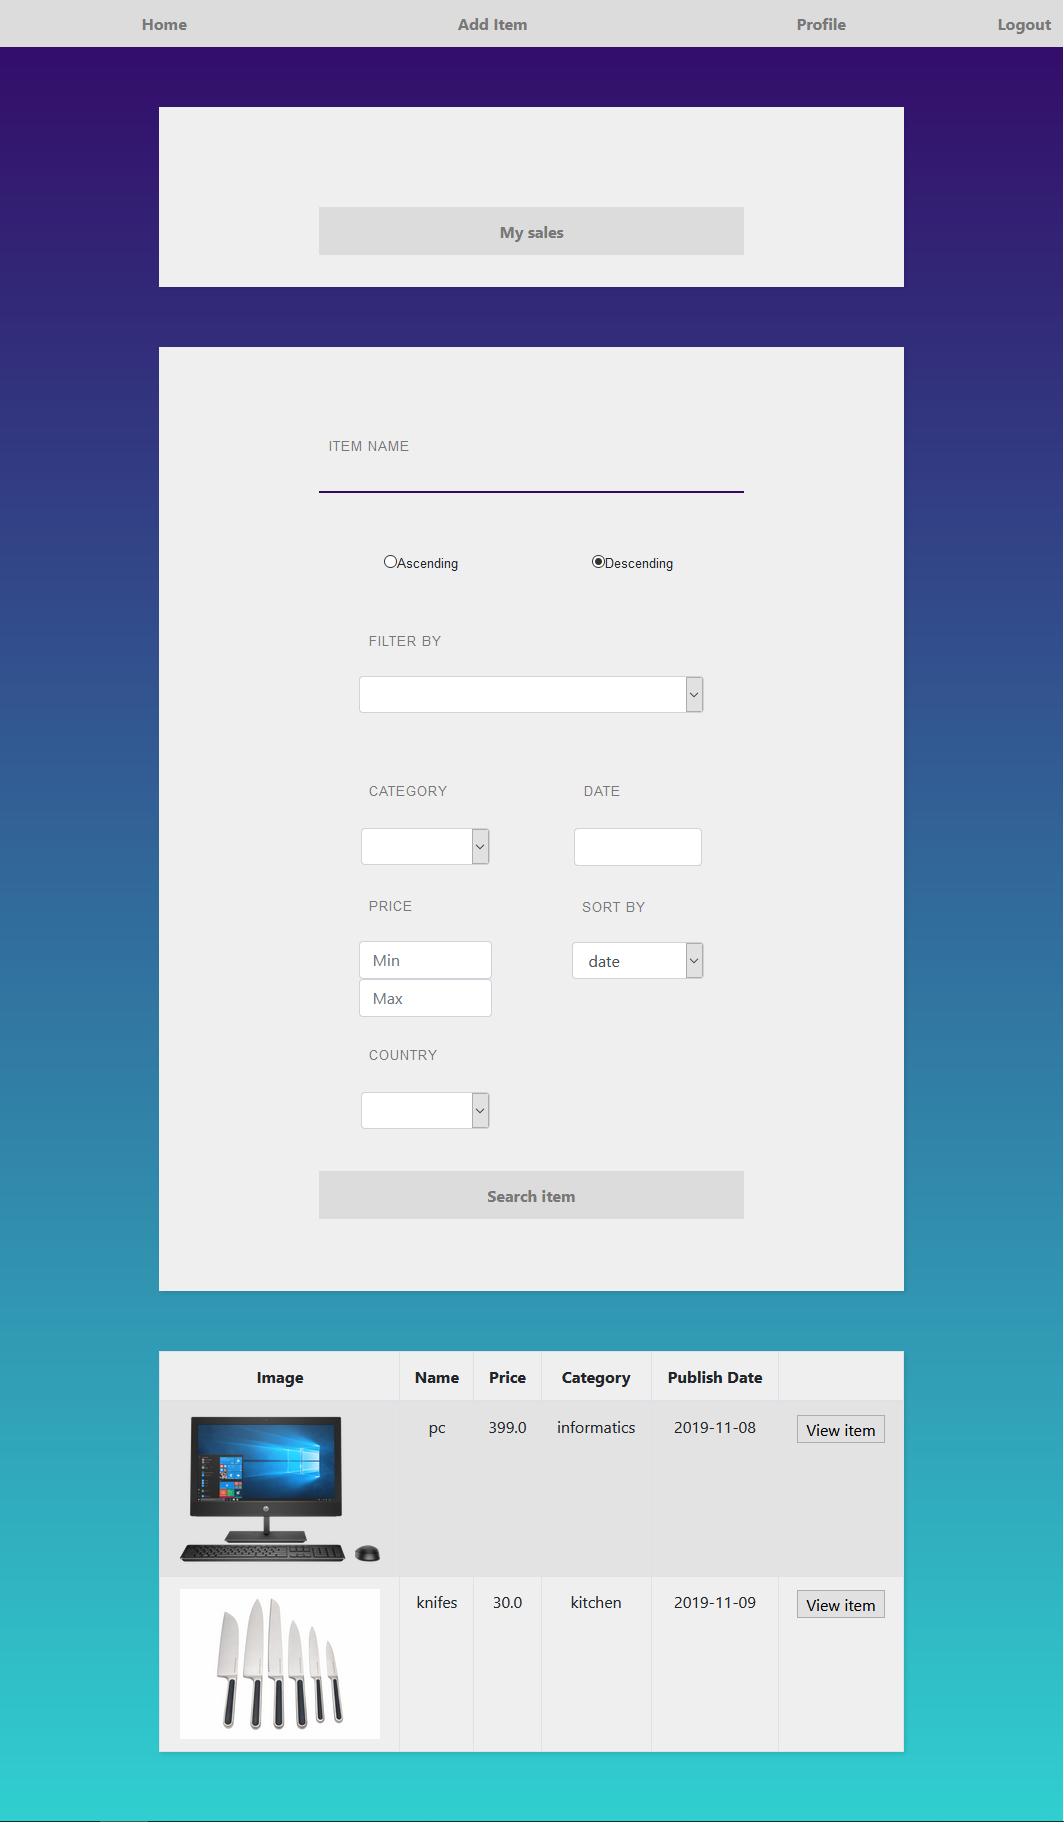 Home Add Item Profile Logout
My sales
ITEM NAME
Ascending Descending
FILTER BY
CATEGORY DATE
PRICE SORT BY
Min date
Max
COUNTRY
Search item
Image Name Price Category Publish Date
pc 399.0 informatics 2019-11-08 View item
knifes 30.0 kitchen 2019-11-09 View item